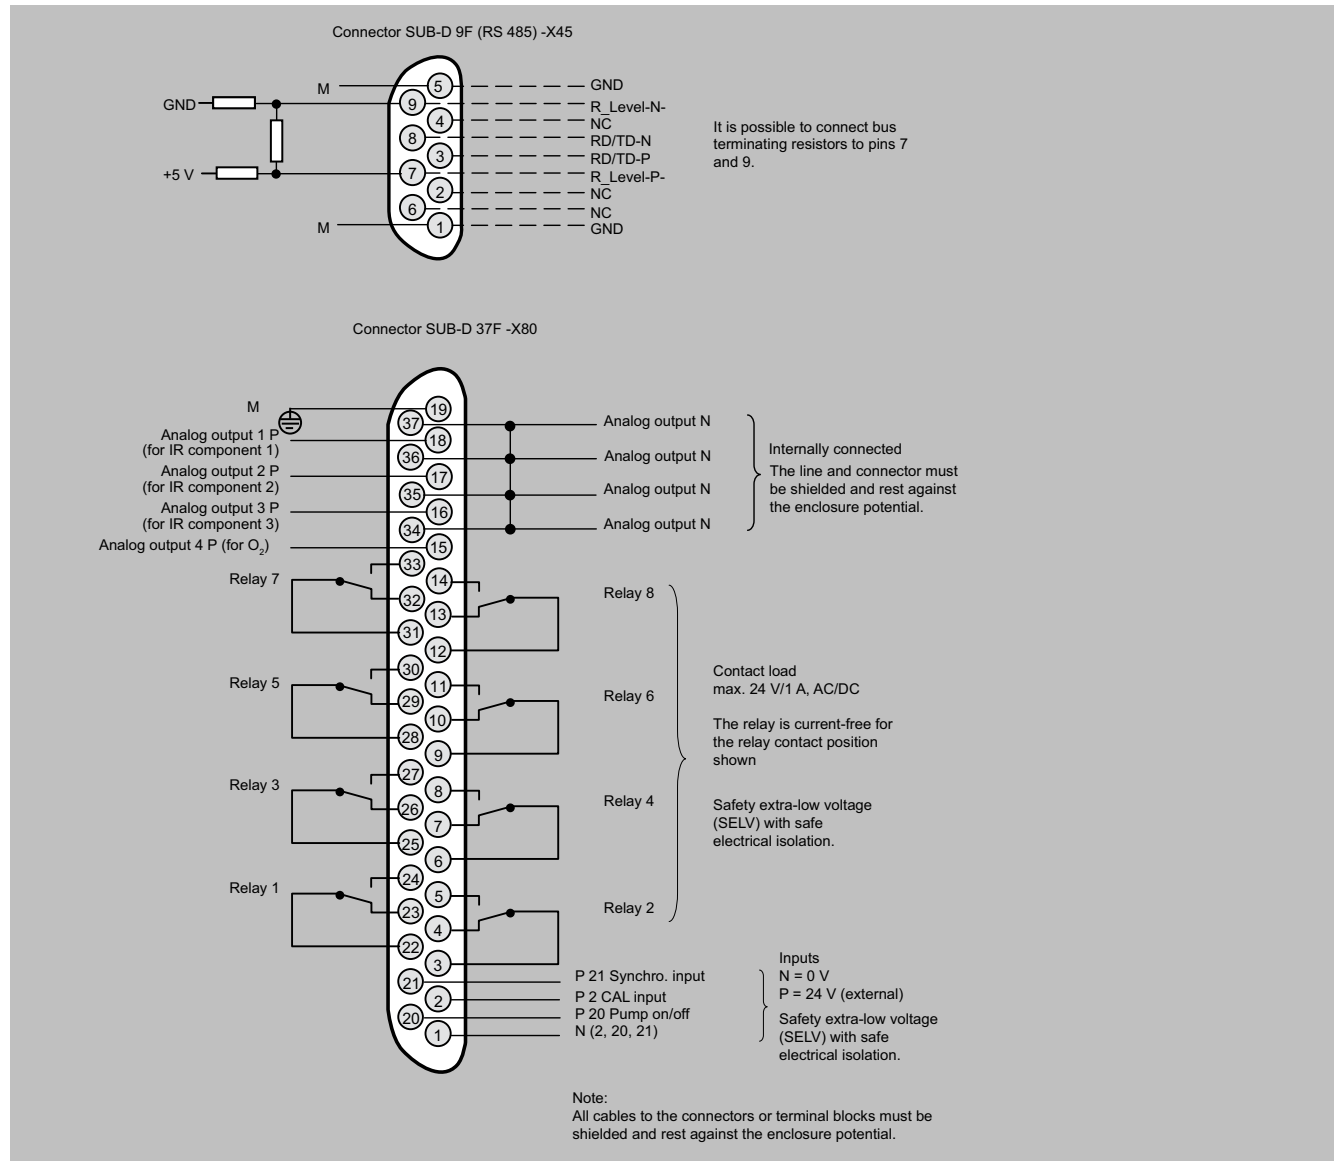 Connector SUB-D 9F (RS 485) -X45
M
5
GND
GND
9
R_Level-N-
4
NC
8
RD/TD-N
3
RD/TD-P
+5 V
7
R_Level-P-
2
NC
6
NC
M
1
GND
It is possible to connect bus
terminating resistors to pins 7
and 9.
Connector SUB-D 37F -X80
M
19
37
Analog output N
Analog output 1 P
(for IR component 1)
18
36
Analog output N
Analog output 2 P
(for IR component 2)
17
35
Analog output N
Analog output 3 P
(for IR component 3)
16
34
Analog output N
Analog output 4 P (for O2)
15
Internally connected
The line and connector must
be shielded and rest against
the enclosure potential.
33
Relay 7
14
32
13
Relay 8
31
12
30
Relay 5
11
29
10
Relay 6
28
9
27
Relay 3
8
26
7
Relay 4
25
6
24
Relay 1
5
23
4
Relay 2
22
3
Contact load
max. 24 V/1 A, AC/DC
The relay is current-free for
the relay contact position
shown
Safety extra-low voltage
(SELV) with safe
electrical isolation.
21
P 21 Synchro. input
2
P 2 CAL input
20
P 20 Pump on/off
1
N (2, 20, 21)
Inputs
N = 0 V
P = 24 V (external)
Safety extra-low voltage
(SELV) with safe
electrical isolation.
Note:
All cables to the connectors or terminal blocks must be
shielded and rest against the enclosure potential.